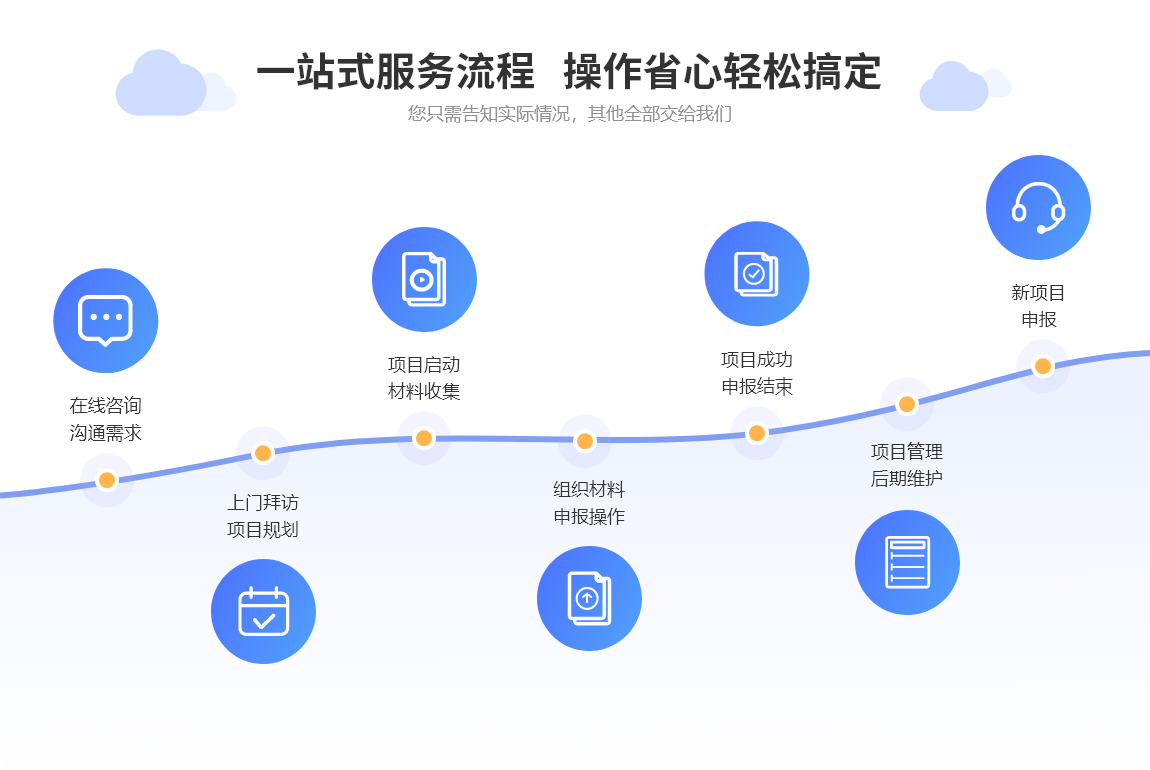 一站式服务流程 操作省心轻松搞定
您只需告知实际情况，其他全部交给我们
在线咨询
沟通需求
上门拜访
项目规划
项目启动
材料收集
组织材料
申报操作
项目成功
申报结束
项目管理
后期维护
新项目
申报